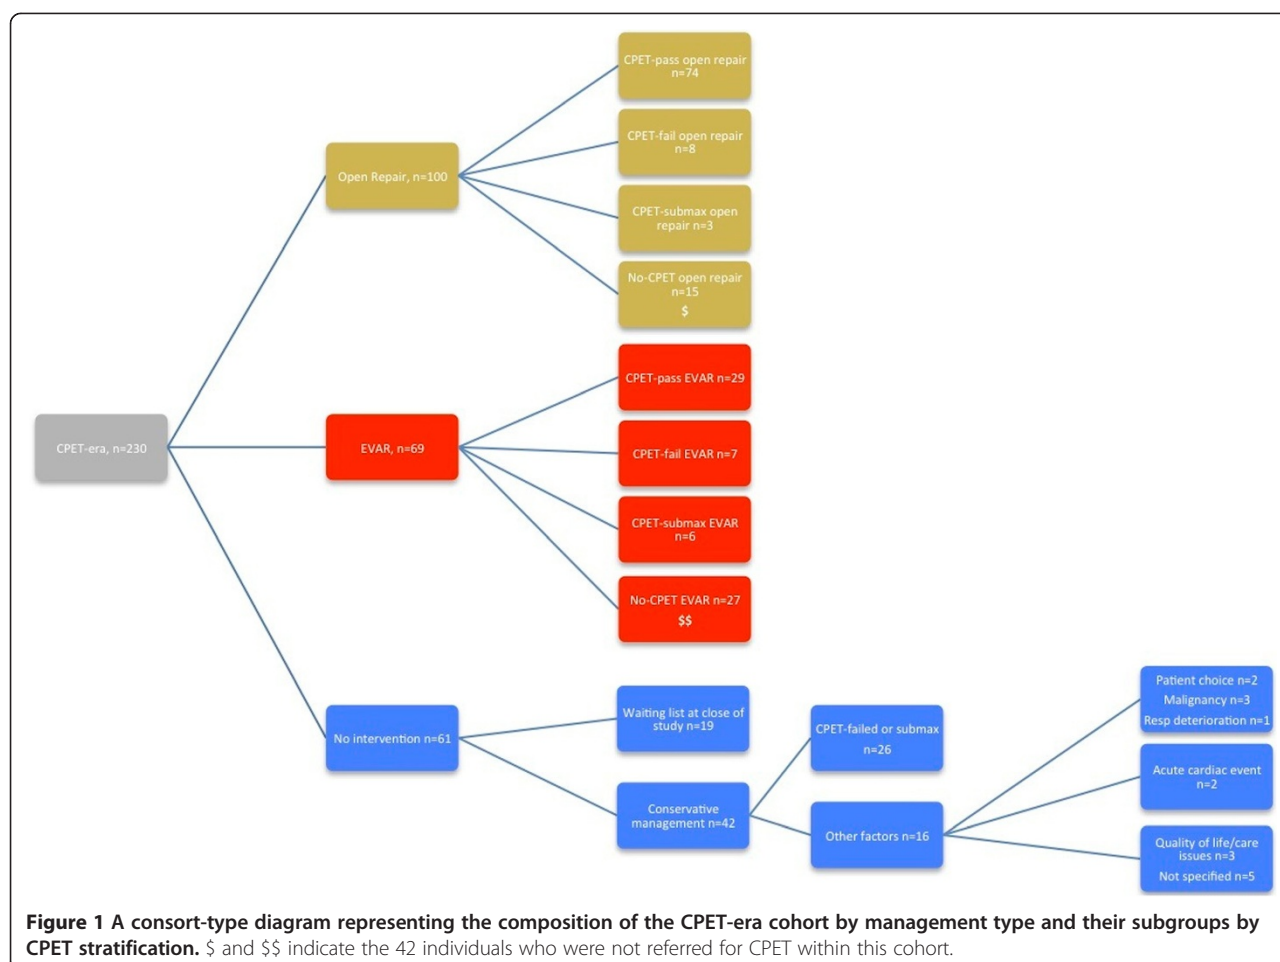 CPET-era, n=230
Open Repair, n=100
CPET-pass open repair
n=74
CPET-fail open repair
n=8
CPET-submax open
repair n=3
No-CPET open repair
n=15
$
EVAR, n=69
CPET-pass EVAR n=29
CPET-fail EVAR n=7
CPET-submax EVAR
n=6
No-CPET EVAR n=27
$$
No intervention n=61
Waiting list at close of
study n=19
Conservative
management n=42
CPET-failed or submax
n=26
Other factors n=16
Patient choice n=2
Malignancy n=3
Resp deterioration n=1
Acute cardiac event
n=2
Quality of life/care
issues n=3
Not specified n=5
Figure 1 A consort-type diagram representing the composition of the CPET-era cohort by management type and their subgroups by
CPET stratification. $ and $$ indicate the 42 individuals who were not referred for CPET within this cohort.